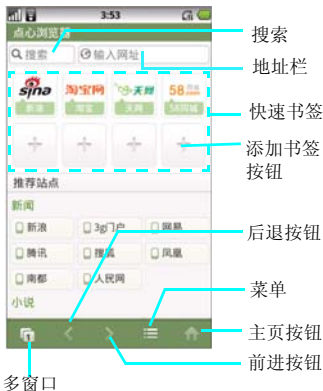 3:53
点心浏览器
搜索
输入网址
sina 淘宝网 天网 58同城
新浪 淘宝 天网 58同城
推荐站点
新闻
新浪 3g门户 网易
腾讯 搜狐 凤凰
南都 人民网
小说
搜索
地址栏
快速书签
添加书签
按钮
后退按钮
菜单
主页按钮
前进按钮
多窗口